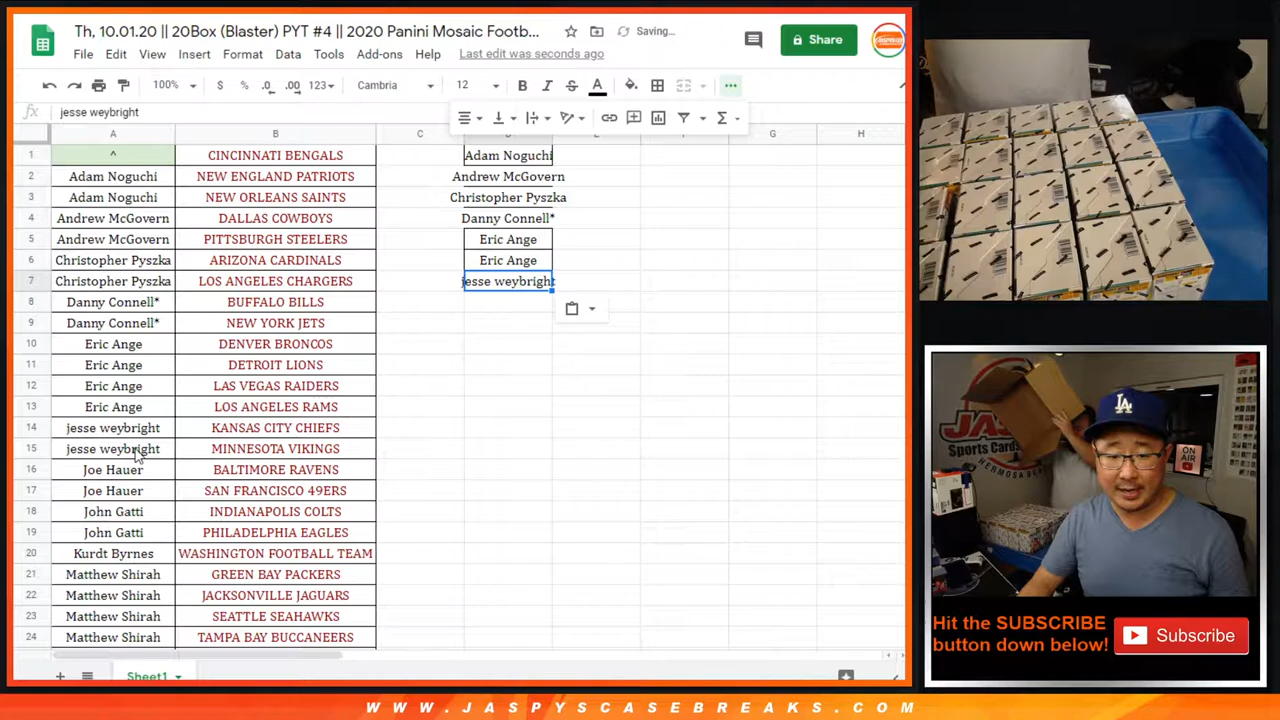 Th, 10.01.20 || 20Box (Blaster) PYT #4 || 2020 Panini Mosaic Footb...
Saving...
Share
File Edit View Insert Format Data Tools Add-ons Help Last edit was seconds ago
100% $ % .0 .00 123 Cambria 12 B I S A
fx jesse weybright
A B C E G H
1 ^ CINCINNATI BENGALS Adam Noguchi
2 Adam Noguchi NEW ENGLAND PATRIOTS Andrew McGovern
3 Adam Noguchi NEW ORLEANS SAINTS Christopher Pyszka
4 Andrew McGovern DALLAS COWBOYS Danny Connell*
5 Andrew McGovern PITTSBURGH STEELERS Eric Ange
6 Christopher Pyszka ARIZONA CARDINALS Eric Ange
7 Christopher Pyszka LOS ANGELES CHARGERS jesse weybright
8 Danny Connell* BUFFALO BILLS
9 Danny Connell* NEW YORK JETS
10 Eric Ange DENVER BRONCOS
11 Eric Ange DETROIT LIONS
12 Eric Ange LAS VEGAS RAIDERS
13 Eric Ange LOS ANGELES RAMS
14 jesse weybright KANSAS CITY CHIEFS
15 jesse weybright MINNESOTA VIKINGS
16 Joe Hauer BALTIMORE RAVENS
17 Joe Hauer SAN FRANCISCO 49ERS
18 John Gatti INDIANAPOLIS COLTS
19 John Gatti PHILADELPHIA EAGLES
20 Kurdt Byrnes WASHINGTON FOOTBALL TEAM
21 Matthew Shirah GREEN BAY PACKERS
22 Matthew Shirah JACKSONVILLE JAGUARS
23 Matthew Shirah SEATTLE SEAHAWKS
24 Matthew Shirah TAMPA BAY BUCCANEERS
Sheet1
LA
ON AIR
Sports Cards
HERMOSA
Hit the SUBSCRIBE
button down below!
Subscribe
WWW.JASPYSCASEBREAKS.COM